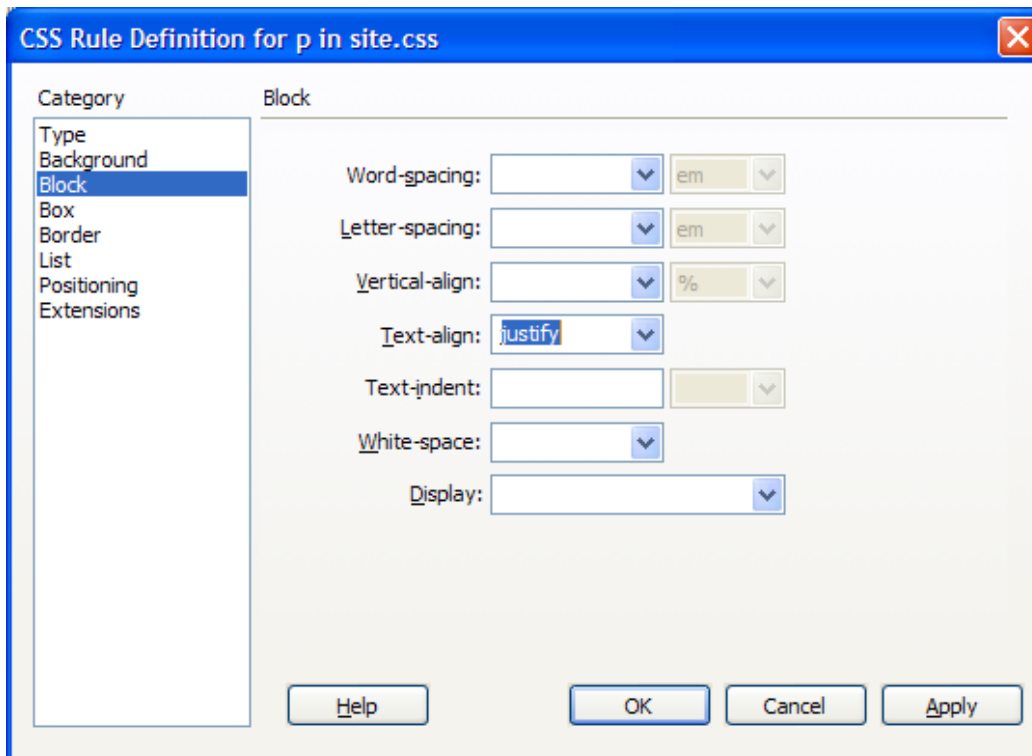 CSS Rule Definition for p in site.css
Category
Block
Type
Background
Block
Box
Border
List
Positioning
Extensions
Word-spacing: em
Letter-spacing: em
Vertical-align: %
Text-align: justify
Text-indent:
White-space:
Display:
Help OK Cancel Apply